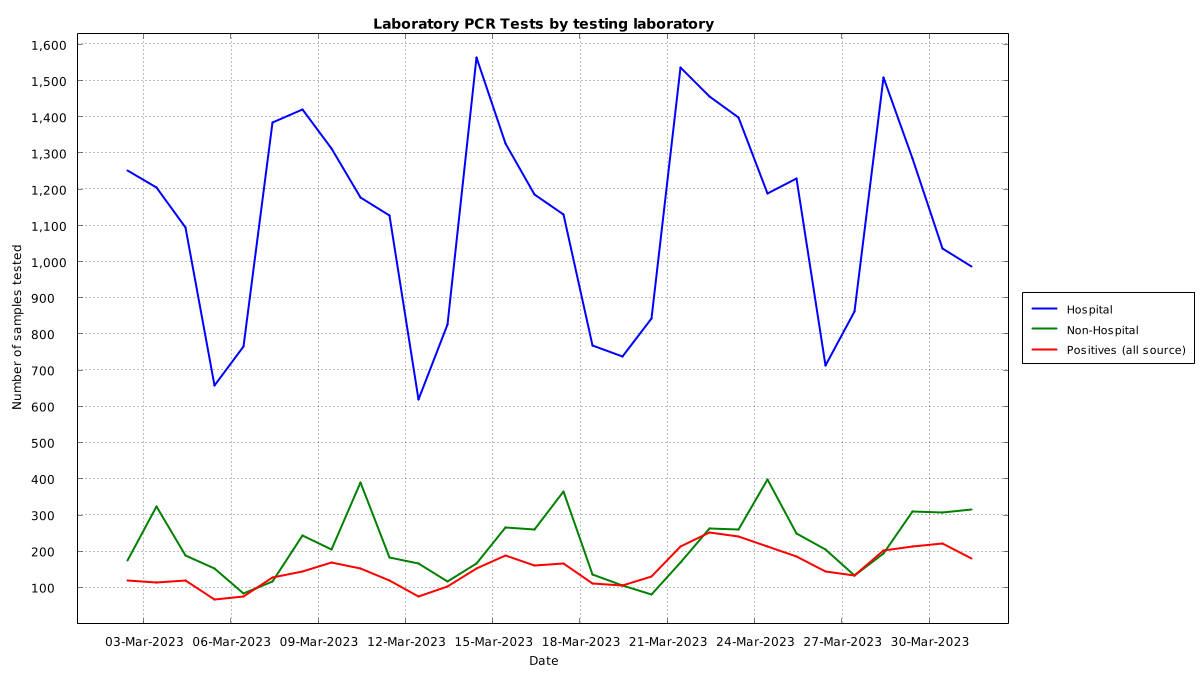 Laboratory PCR Tests by testing laboratory
1,600
1,500
1,400
1,300
1,200
1,100
1,000
900
800
700
600
500
400
300
200
100
Number of samples tested
03-Mar-2023 06-Mar-2023 09-Mar-2023 12-Mar-2023 15-Mar-2023 18-Mar-2023 21-Mar-2023 24-Mar-2023 27-Mar-2023 30-Mar-2023
Date
Hospital
Non-Hospital
Positives (all source)